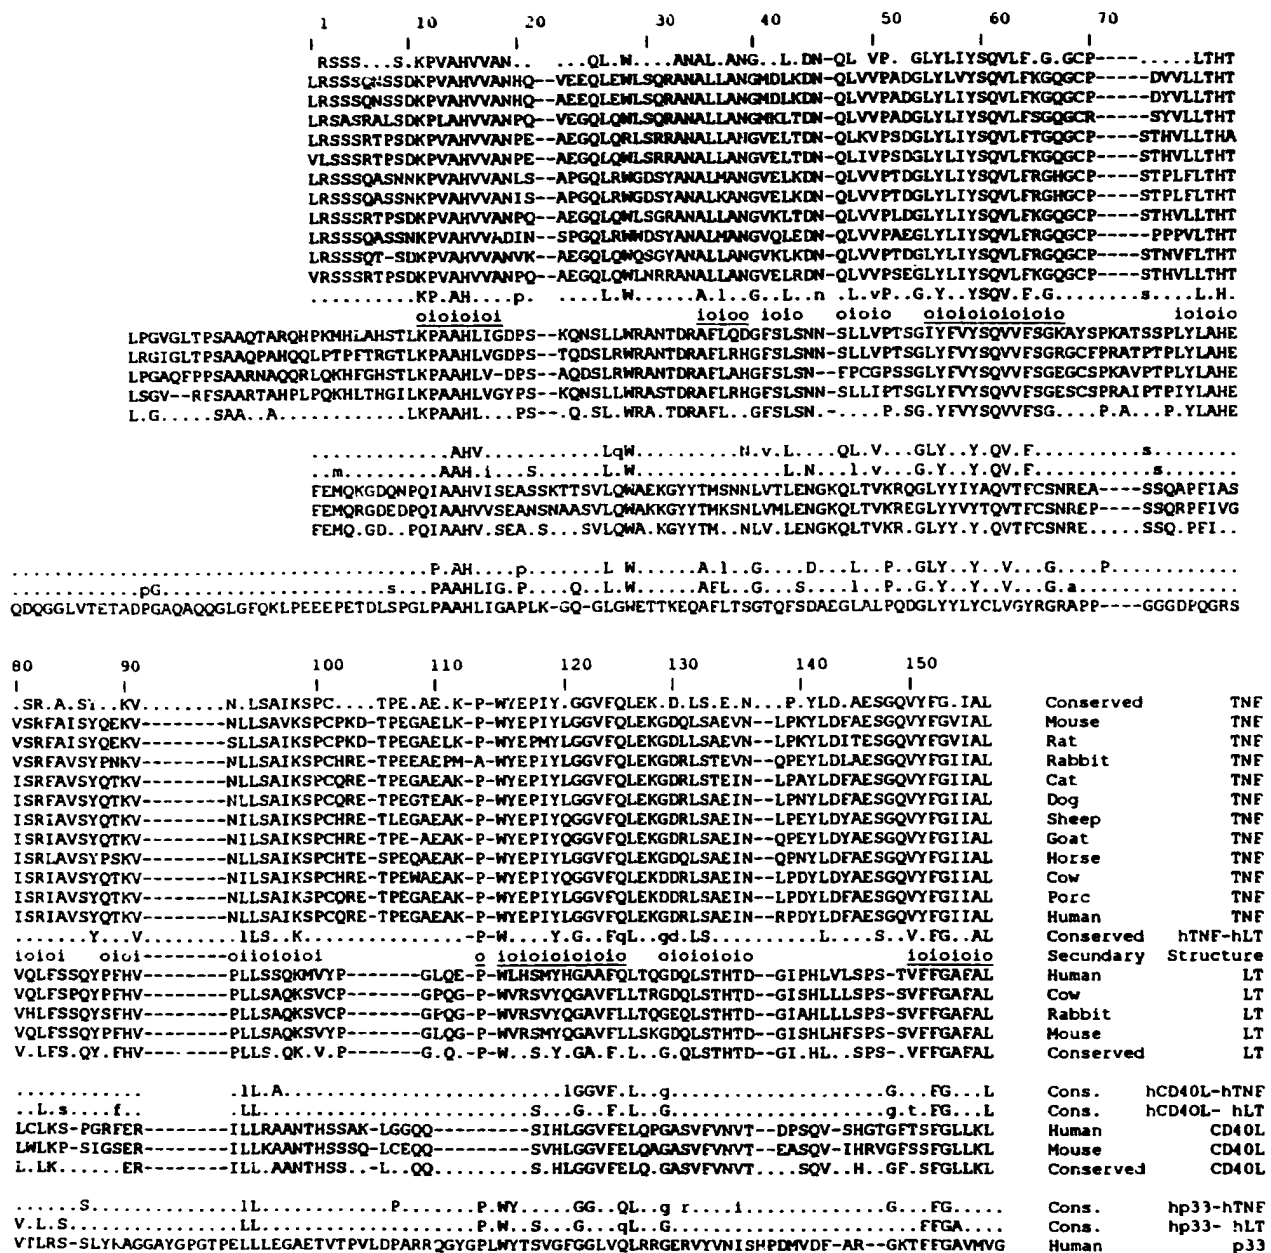 1 10 20 30 40 50 60 70
RSSS...S.KPVAHVVAN.......QL.W....ANAL.ANG..L.DN-QL.VP.GLYLIYSQVLF.G.GCP----.....LTHT
LRSSSQNSSDKPVAHVVANHQ--VEEQLEWLSQRANALLANGMDLKDN-QLVVPADGLYLVYSQVLFKGQGCP-----DVVLLTHT
LRSSSQNSSDKPVAHVVANHQ--AEEQLEWLSQRANALLANGMDLKDN-QLVVPADGLYLIYSQVLFKGQGCP-----DYVLLTHT
LRSASRALSDKPLAHVVANPQ--VEGQLQWLSQRANALLANGMKLTDN-QLVVPADGLYLIYSQVLFSGQGCR-----SYVLLTHT
LRSSSRTPSDKPVAHVVANPE--AEGQLQRLSRRANALLANGVELTDN-QLKVPSDGLYLIYSQVLFTGQGCP----STHVLLTHA
VLSSSRTPSDKPVAHVVANPE--AEGQLQWLSRRANALLANGVELTDN-QLIVPSDGLYLIYSQVLFKGQGCP----STHVLLTHT
LRSSSQASNNKPVAHVVANLS--APGQLRWGDSYANALMANGVELKDN-QLVVPTDGLYLIYSQVLFRGHGCP----STPLFLTHT
LRSSSQASSNKPVAHVVANIS--APGQLRWGDSYANALKANGVELKDN-QLVVPTDGLYLIYSQVLFRGHGCP----STPLFLTHT
LRSSSRTPSDKPVAHVVANPQ--AEGQLQWLSGRANALLANGVKLTDN-QLVVPLDGLYLIYSQVLFKGQGCP----STHVLLTHT
LRSSSQASSNKPVAHVVADIN--SPGQLRWWDSYANALMANGVQLEDN-QLVVPAEGLYLIYSQVLFRGQGCP----PPPVLLTHT
LRSSSQT-SDKPVAHVVANVK--AEGQLQWQSGYANALLANGVKLKDN-QLVVPTDGLYLIYSQVLFRGQGCP----STNVFLTHT
VRSSSRTPSDKPVAHVVANPQ--AEGQLQWLNRRANALLANGVELRDN-QLVVPSEGLYLIYSQVLFKGQGCP----STHVLLTHT
..........KP.AH....p.......L.W......A.l..G..L..n..L.vP...G.Y..YSQV.F.G........s....L.H.
oioioioi ioioo ioio oioio oioioioioioio ioioio
LPGVGLTPSAAQTARQHPKMHLAHSTLKPAAHLIGDPS--KQNSLLWRANTDRAFLQDGFSLSNN-SLLVPTSGIYFVYSQVVFSGKAYSPKATSSPLYLAHE
LRGIGLTPSAAQPAHQQLPTPFTRGTLKPAAHLVGDPS--TQDSLRWRANTDRAFLRHGFSLSNN-SLLVPTSGLYFVYSQVVFSGRGCFPRATPTPLYLAHE
LPGAQFPPSAARNAQQRLQKHFGHSTLKPAAHLV-DPS--AQDSLRWRANTDRAFLRHGFSLSN--FPCGPSSGLYFVYSQVVFSGEGCSPKAVPTPLYLAHE
LSGV--RFSAARTAHPLPQKHLTHGILKPAAHLVGYPS--KQNSLLWRASTDRAFLRHGFSLSNN-SLLIPTSGLYFVYSQVVFSGESCSPRAIPTPIYLAHE
L.G.....SAA..A...........LKPAAHL...PS---.Q.SL.WRA.TDRAFL..GFSLSN.-....P.SG.YFVYSQVVFSG....P.A..P.YLAHE
.............AHV...........LqW.........N.v.L....QL.V...GLY..Y.QV.F..........s........
..m..........AAH.i...S......L.W.............L.N...l.v...G.Y..Y.QV.F...........s.......
FEMQKGDQNPQIAAHVISEASSKTTSVLQWAEKGYYTMSNNLVTLENGKQLTVKRQGLYYIYAQVTFCSNREA----SSQAPFIAS
FEMQRGDEDPQIAAHVVSEANSNAASVLQWAKKGYYTMKSNLVMLENGKQLTVKREGLYYVYTQVTFCSNREP----SSQRPFIVG
FEMQ.GD..PQIAAHV.SEA.S...SVLQWA.KGYYTM..NLV.LENGKQLTVKR.GLYY.Y.QVTFCSNRE.----SSQ.PFI..
...............................P.AH....p.......L.W......A.l..G....D...L..P...GLY..Y..V...G....P............
............pG...................s...PAAHLIG.P...Q...L.W......AFL..G...S....l..P...G.Y..Y..V...G.a..............
QDQGGLVTETADPGAQAQQGLGFQKLPEEEPETDLSPGLPAAHLIGAPLK-GQ-GLGWETTKEQAFLTSGTQFSDAEGLALPQDGLYYLYCLVGYRGRAPP----GGGDPQGRS
80 90 100 110 120 130 140 150
.SR.A.SY..KV--------N.LSAIKSPC....TPE.AE.K-P-WYEPIY.GGVFQLEK.D.LS.E.N...P.YLD.AESGQVYFG.IAL Conserved TNF
VSRFAISYQEKV--------NLLSAVKSPCPKD-TPEGAELK-P-WYEPIYLGGVFQLEKGDQLSAEVN--LPKYLDFAESGQVYFGVIAL Mouse TNF
VSRFAISYQEKV--------SLLSAIKSPCPKD-TPEGAELK-P-WYEPMYLGGVFQLEKGDLLSAEVN--LPKYLDITESGQVYFGVIAL Rat TNF
VSRFAVSYPNKV--------NLLSAIKSPCHRE-TPEEAEPM-A-WYEPIYLGGVFQLEKGDRLSTEVN--QPEYLDLAESGQVYFGIIAL Rabbit TNF
ISRFAVSYQTKV--------NLLSAIKSPCQRE-TPEGAEAK-P-WYEPIYLGGVFQLEKGDRLSAEIN--LPAYLDFAESGQVYFGIIAL Cat TNF
ISRFAVSYQTKV--------NLLSAIKSPCQRE-TPEGTEAK-P-WYEPIYLGGVFQLEKGDRLSAEIN--LPNYLDFAESGQVYFGIIAL Dog TNF
ISRIAVSYQTKV--------NILSAIKSPCHRE-TLEGAEAK-P-WYEPIYQGGVFQLEKGDRLSAEIN--LPEYLDYAESGQVYFGIIAL Sheep TNF
ISRIAVSYQTKV--------NILSAIKSPCHRE-TPE-AEAK-P-WYEPIYQGGVFQLEKGDRLSAEIN--QPEYLDYAESGQVYFGIIAL Goat TNF
ISRLAVSYPSKV--------NLLSAIKSPCHTE-SPEQAEAK-P-WYEPIYLGGVFQLEKGDRLSAEIN--QPNYLDFAESGQVYFGIIAL Horse TNF
ISRIAVSYQTKV--------NILSAIKSPCHRE-TPEWAEAK-P-WYEPIYQGGVFQLEKDDRLSAEIN--LPDYLDYAESGQVYFGIIAL Cow TNF
ISRIAVSYQTKV--------NLLSAIKSPCQRE-TPEGAEAK-P-WYEPIYLGGVFQLEKDDRLSAEIN--LPDYLDFAESGQVYFGIIAL Porc TNF
ISRIAVSYQTKV--------NLLSAIKSPCQRE-TPEGAEAK-P-WYEPIYLGGVFQLEKGDRLSAEIN--RPDYLDFAESGQVYFGIIAL Human TNF
......Y...V.........lLS..K..............-P-W....Y.G..FqL..gd.LS.........L....S..V.FG..AL Conserved hTNF-hLT
ioioi oioi oiioioioi o ioioioioioio oioioioi ioioioio Secundary Structure
VQLFSSQYPFHV--------PLLSSQKMVYP-------GLQE-P-WLHSMYHGAAFQLTQGDQLSTHTD--GIPHLVLSPS-TVFFGAFAL Human LT
VQLFSPQYPFHV--------PLLSAQKSVCP-------GPQG-P-WVRSVYQGAVFLLTRGDQLSTHTD--GISHLLLSPS-SVFFGAFAL Cow LT
VHLFSSQYSFHV--------PLLSAQKSVCP-------GPQG-P-WVRSVYQGAVFLLTQGEQLSTHTD--GIAHLLLSPS-SVFFGAFAL Rabbit LT
VQLFSSQYPFHV--------PLLSAQKSVYP-------GLQG-P-WVRSMYQGAVFLLSKGDQLSTHTD--GISHLHFSPS-SVFFGAFAL Mouse LT
V.LFS.QY.FHV--------PLLS.QK.V.P-------G.Q.-P-W..S.Y.GA.F.L..G.QLSTHTD--GI.HL..SPS-.VFFGAFAL Conserved LT
............ .lL.A......................lGGVF.L..g..................G...FG...L Cons. hCD40L-hTNF
..L.s....f. .LL......................S...G..F.L..G..................g.t.FG...L Cons. hCD40L- hLT
LCLKS-PGRFER--------ILLRAANTHSSAK-LGGQQ---------SIHLGGVFELQPGASVFVNVT--DPSQV-SHGTGFTSFGLLKL Human CD40L
LWLKP-SIGSER--------ILLKAANTHSSSQ-LCEQQ---------SVHLGGVFELQAGASVFVNVT--EASQV-IHRVGFSSFGLLKL Mouse CD40L
L.LK.....ER---------ILL.AANTHSS..-L..QQ---------S.HLGGVFELQ.GASVFVNVT...SQV..H..GF.SFGLLKL Conserved CD40L
......S.............lL...........P.......P.WY.....GG..QL..g r....i...............FG..... Cons. hp33-hTNF
V.L.S...............LL...................P.W..S...G..qL..G.......................FFGA.... Cons. hp33- hLT
VTLRS-SLYRAGGAYGPGTPELLLEGAETVTPVLDPARRQGYGPLWYTSVGFGGLVQLRRGERVYVNISHPDMVDF-AR--GKTFFGAVMVG Human p33